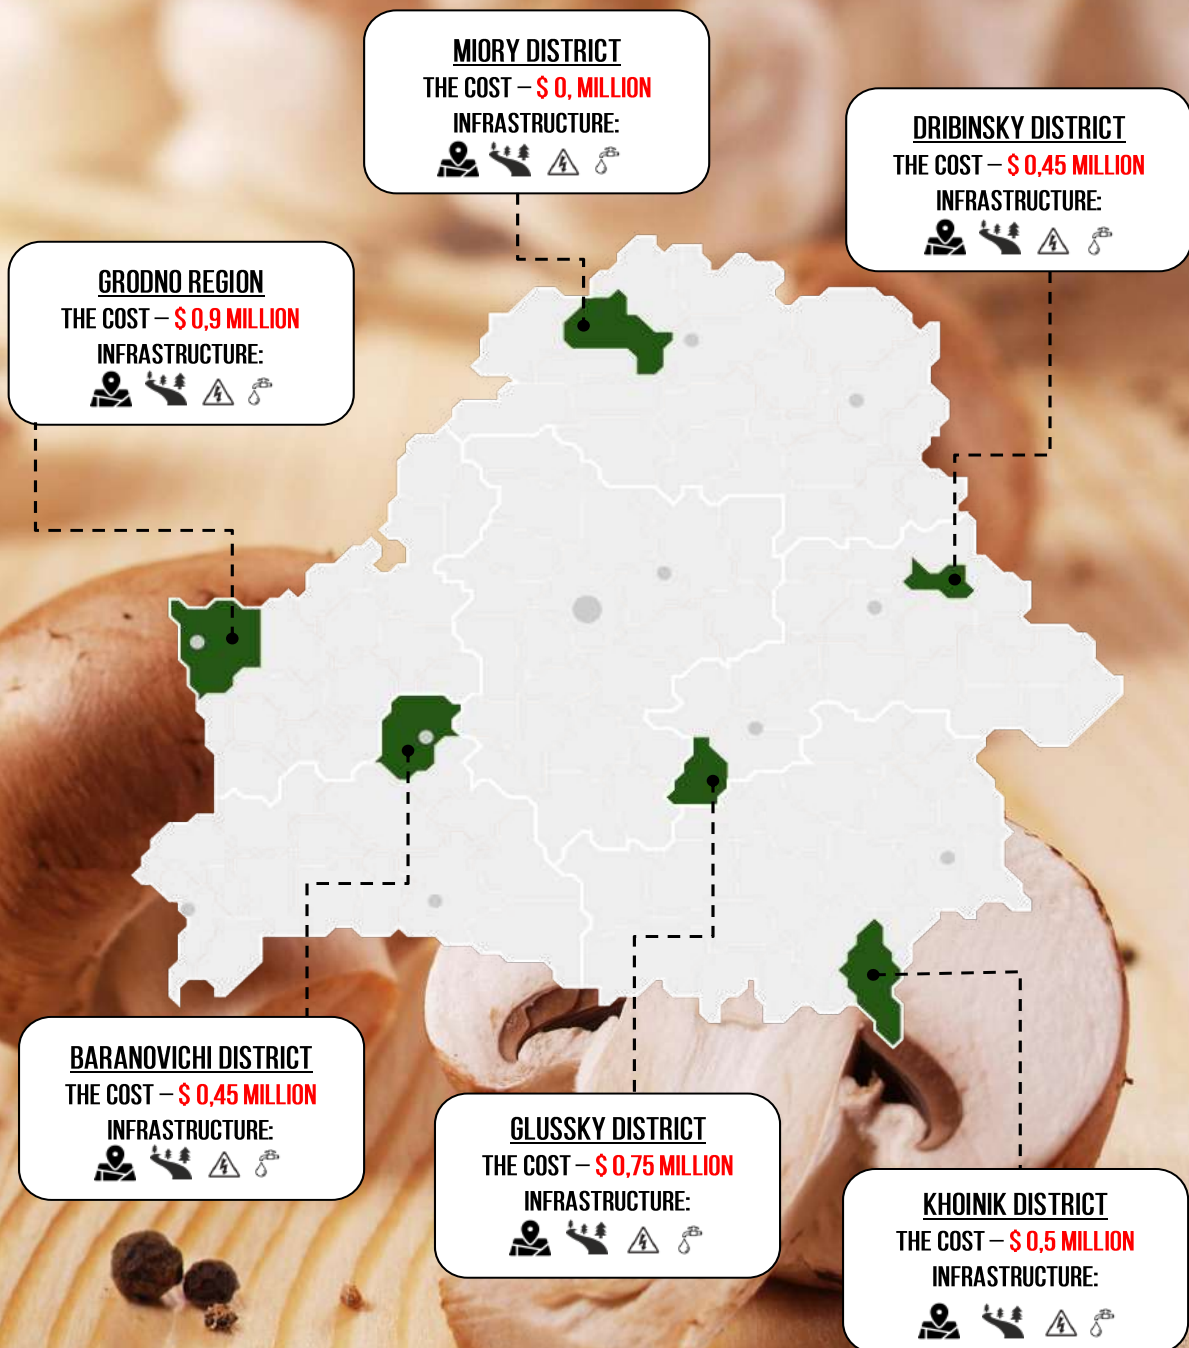 MIORY DISTRICT
THE COST – $ 0, MILLION
INFRASTRUCTURE:
DRIBINSKY DISTRICT
THE COST – $ 0,45 MILLION
INFRASTRUCTURE:
GRODNO REGION
THE COST – $ 0,9 MILLION
INFRASTRUCTURE:
BARANOVICHI DISTRICT
THE COST – $ 0,45 MILLION
INFRASTRUCTURE:
GLUSSKY DISTRICT
THE COST – $ 0,75 MILLION
INFRASTRUCTURE:
KHOINIK DISTRICT
THE COST – $ 0,5 MILLION
INFRASTRUCTURE: